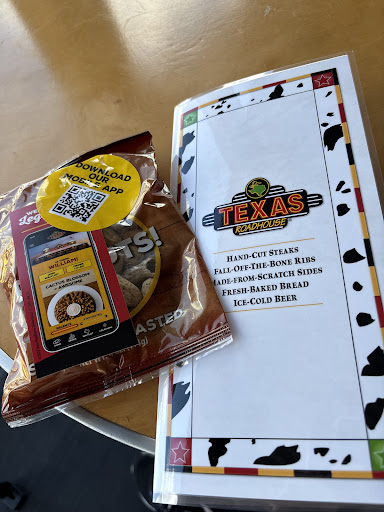 DOWNLOAD
OUR
MOBILE APP
WILLIAM!
CACTUS BLOSSOM
TEXAS
ROADHOUSE
HAND-CUT STEAKS
FALL-OFF-THE-BONE RIBS
MADE-FROM-SCRATCH SIDES
FRESH-BAKED BREAD
ICE-COLD BEER